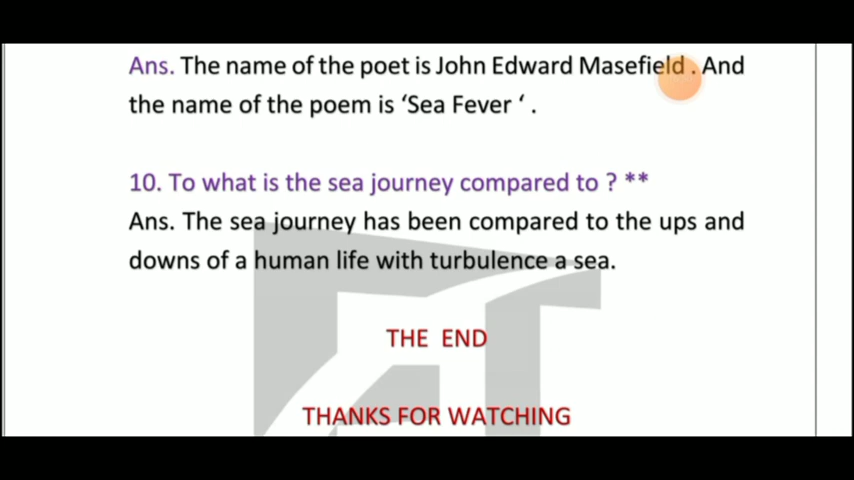 Ans. The name of the poet is John Edward Masefield . And
the name of the poem is ‘Sea Fever ‘ .
10. To what is the sea journey compared to ? **
Ans. The sea journey has been compared to the ups and
downs of a human life with turbulence a sea.
THE END
THANKS FOR WATCHING